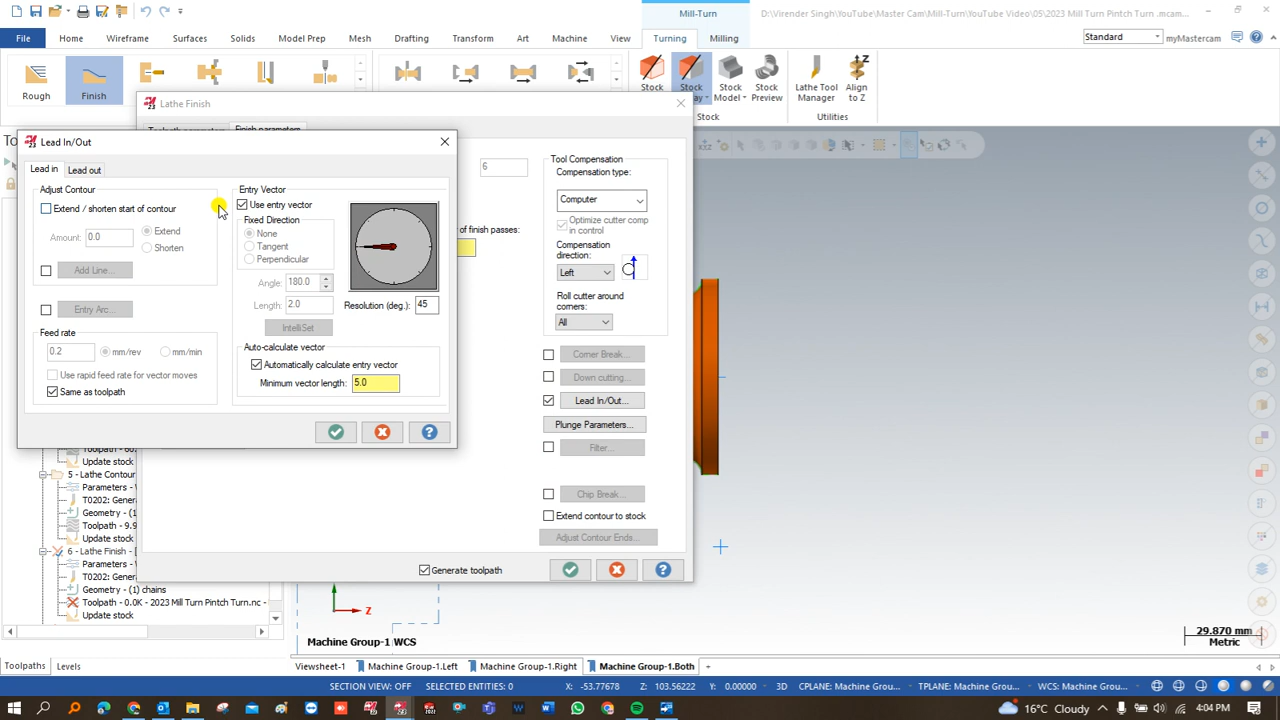 Mill-Turn
D:\Virender Singh\YouTube\Master Cam\Mill-Turn\YouTube Video\05\2023 Mill Turn Pintch Turn .mcam...
File Home Wireframe Surfaces Solids Model Prep Mesh Drafting Transform Art Machine View Turning Milling
Standard
myMastercam
Rough Finish
Stock Stock Stock Stock Lathe Tool Align
Model Preview Manager to Z
Stock
Utilities
Lathe Finish
Lead In/Out
Lead in Lead out
Adjust Contour
Extend / shorten start of contour
Amount: 0.0
Extend
Shorten
Add Line...
Entry Arc...
Feed rate
0.2 mm/rev mm/min
Use rapid feed rate for vector moves
Same as toolpath
Entry Vector
Use entry vector
Fixed Direction
None
Tangent
Perpendicular
Angle: 180.0
Length: 2.0
Resolution (deg.): 45
IntelliSet
Auto-calculate vector
Automatically calculate entry vector
Minimum vector length: 5.0
6
of finish passes:
Tool Compensation
Compensation type:
Computer
Optimize cutter comp
in control
Compensation
direction:
Left
Roll cutter around
corners:
All
Corner Break...
Down cutting...
Lead In/Out...
Plunge Parameters...
Filter...
Chip Break...
Extend contour to stock
Adjust Contour Ends...
Generate toolpath
Update stock
5 - Lathe Contour
Parameters -
T0202: Gener
Geometry - (1)
Toolpath - 9.9
Update stock
6 - Lathe Finish - [
Parameters -
T0202: Gener
Geometry - (1) chains
Toolpath - 0.0K - 2023 Mill Turn Pintch Turn.nc -
Update stock
Z
Machine Group-1 WCS
29.870 mm
Metric
Toolpaths Levels
Viewsheet-1 Machine Group-1.Left Machine Group-1.Right Machine Group-1.Both +
SECTION VIEW: OFF SELECTED ENTITIES: 0 X: -53.77678 Z: 103.56222 Y: 0.00000 3D CPLANE: Machine Grou... TPLANE: Machine Grou... WCS: Machine Grou...
16°C Cloudy 4:04 PM